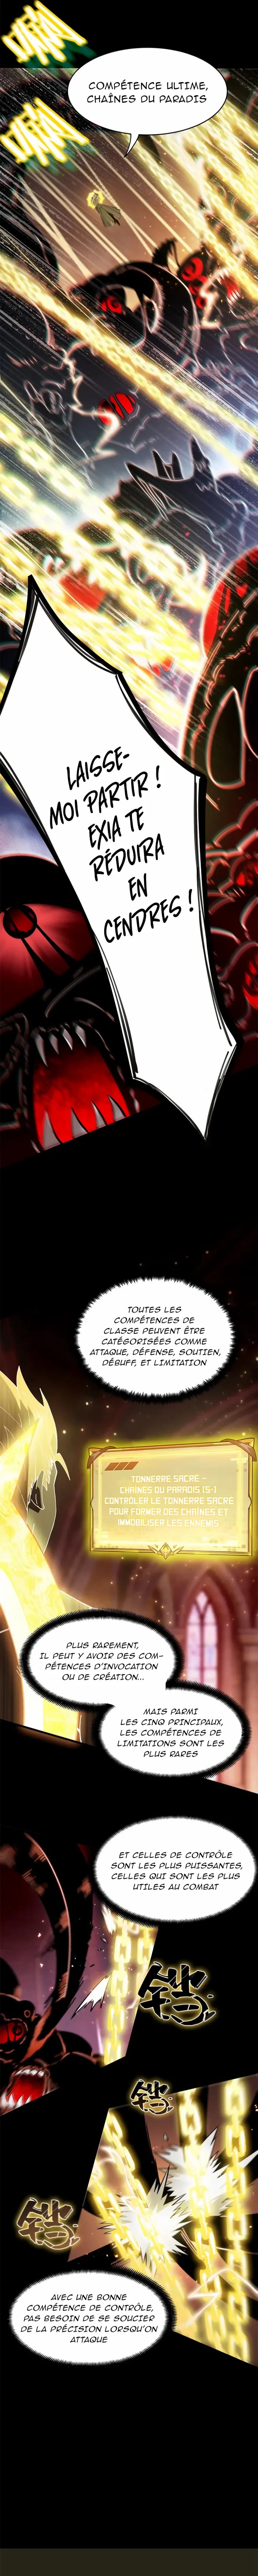 COMPÉTENCE ULTIME,
CHAÎNES DU PARADIS
LAISSE-
MOI PARTIR !
EXIA TE
RÉDUIRA
EN
CENDRES !
TOUTES LES
COMPÉTENCES DE
CLASSE PEUVENT ÊTRE
CATÉGORISÉES COMME
ATTAQUE, DÉFENSE, SOUTIEN,
DÉBUFF, ET LIMITATION
TONNERRE SACRÉ -
CHAÎNES DU PARADIS (S-)
CONTRÔLER LE TONNERRE SACRÉ
POUR FORMER DES CHAÎNES ET
IMMOBILISER LES ENNEMIS
PLUS RAREMENT,
IL PEUT Y AVOIR DES COM-
PÉTENCES D'INVOCATION
OU DE CRÉATION...
MAIS PARMI
LES CINQ PRINCIPAUX,
LES COMPÉTENCES DE
LIMITATIONS SONT LES
PLUS RARES
ET CELLES DE CONTRÔLE
SONT LES PLUS PUISSANTES,
CELLES QUI SONT LES PLUS
UTILES AU COMBAT
铛
铛
铛
AVEC UNE BONNE
COMPÉTENCE DE CONTRÔLE,
PAS BESOIN DE SE SOUCIER
DE LA PRÉCISION LORSQU'ON
ATTAQUE